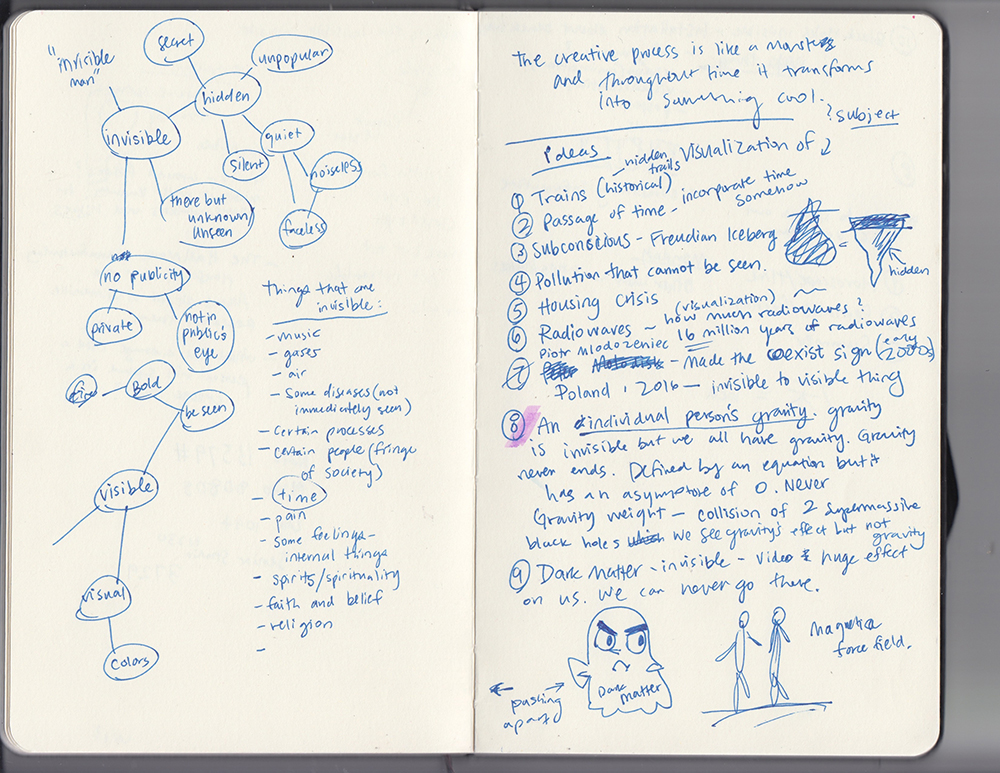 "invisible
man"
secret
unpopular
hidden
invisible
quiet
silent
noiseless
faceless
there but
unknown/
unseen
no publicity
private
not in
public's
eye
Bold
be seen
visible
visual
colors
Things that are
invisible:
- music
- gases
- air
- Some diseases (not
immediately seen)
- Certain processes
- certain people (fringe
of society)
- time
- pain
- Some feelings -
internal things
- spirits/spirituality
- faith and belief
- religion
-
The creative process is like a
and throughout time it transforms
into something cool.
? subject
Ideas
- hidden
trails
Visualization of
① Trains (historical)
② Passage of time - incorporate time
somehow
③ Subconscious - Freudian Iceberg
=
hidden
④ Pollution that cannot be seen.
⑤ Housing Crisis
(visualization)
⑥ Radiowaves - how much radiowaves?
16 million years of radiowaves
Piotr Mlodozeniec
⑦ - Made the coexist sign (early
2000s)
Poland, 2016 - invisible to visible thing
⑧ An individual person's gravity. gravity
is invisible but we all have gravity. Gravity
never ends. Defined by an equation but it
has an asymptote of 0. Never
Gravity weight - collision of 2 supermassive
black holes we see gravity's effect but not
gravity
⑨ Dark Matter - invisible - video & huge effect
on us. We can never go there.
Dark Matter
pushing
apart
Magnetic
force field.